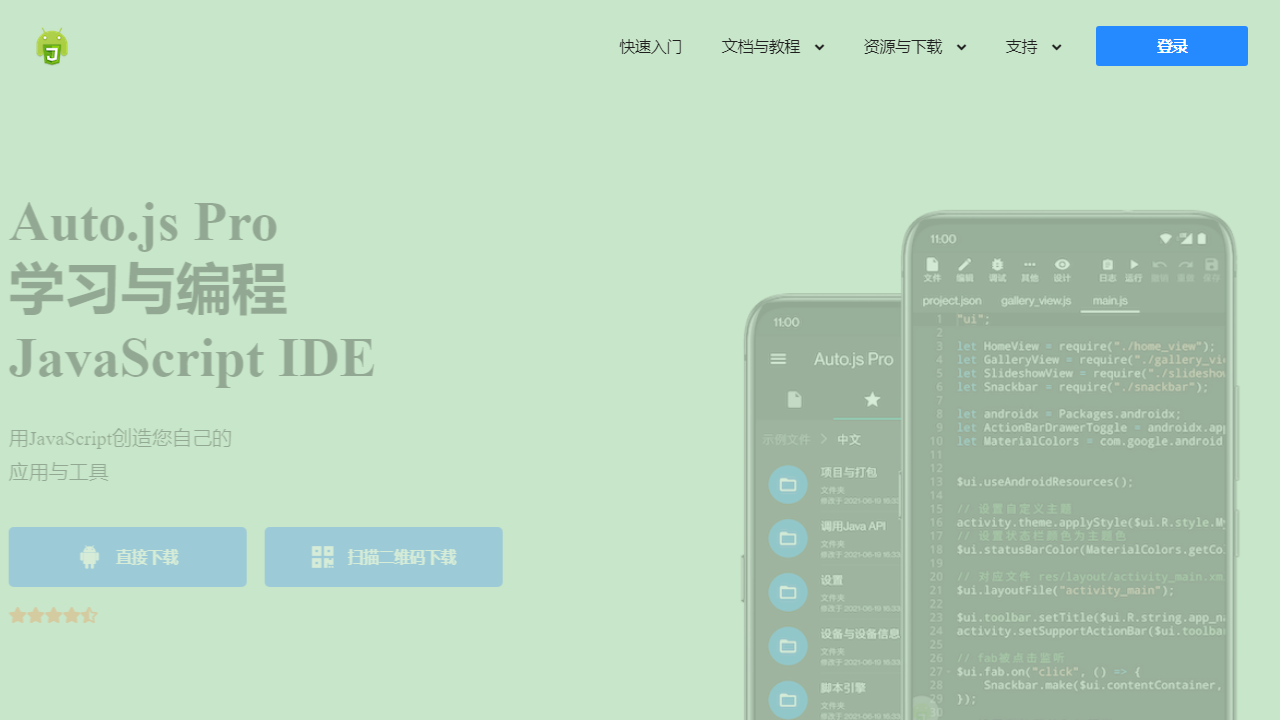 快速入门 文档与教程 资源与下载 支持 登录
Auto.js Pro
学习与编程
JavaScript IDE
用JavaScript创造您自己的
应用与工具
直接下载 扫描二维码下载
11:00
Auto.js Pro
示例文件 中文
项目与打包
文件夹
调用Java API
文件夹
设置
文件夹
设备与设备信息
文件夹
脚本引擎
文件夹
11:00
文件 编辑 调试 其他 设计 日志 运行 撤销 重做 保存
project.json gallery_view.js main.js
1 "ui";
2
3 let HomeView = require("./home_view");
4 let GalleryView = require("./gallery_vi
5 let SlideshowView = require("./slidesho
6 let Snackbar = require("./snackbar");
7
8 let androidx = Packages.androidx;
9 let ActionBarDrawerToggle = androidx.ap
10 let MaterialColors = com.google.android
11
12
13 $ui.useAndroidResources();
14
15 // 设置自定义主题
16 activity.theme.applyStyle($ui.R.style.M
17 // 设置状态栏颜色为主题色
18 $ui.statusBarColor(MaterialColors.getCo
19
20 // 对应文件 res/layout/activity_main.xm
21 $ui.layoutFile("activity_main");
22
23 $ui.toolbar.setTitle($ui.R.string.app_n
24 activity.setSupportActionBar($ui.toolba
25
26 // fab被点击监听
27 $ui.fab.on("click", () => {
28 Snackbar.make($ui.contentContainer,
29 });
30